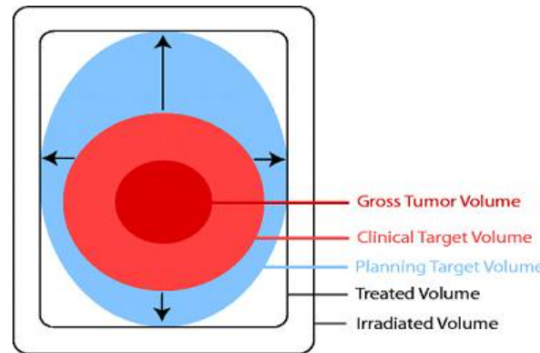 Gross Tumor Volume
Clinical Target Volume
Planning Target Volume
Treated Volume
Irradiated Volume